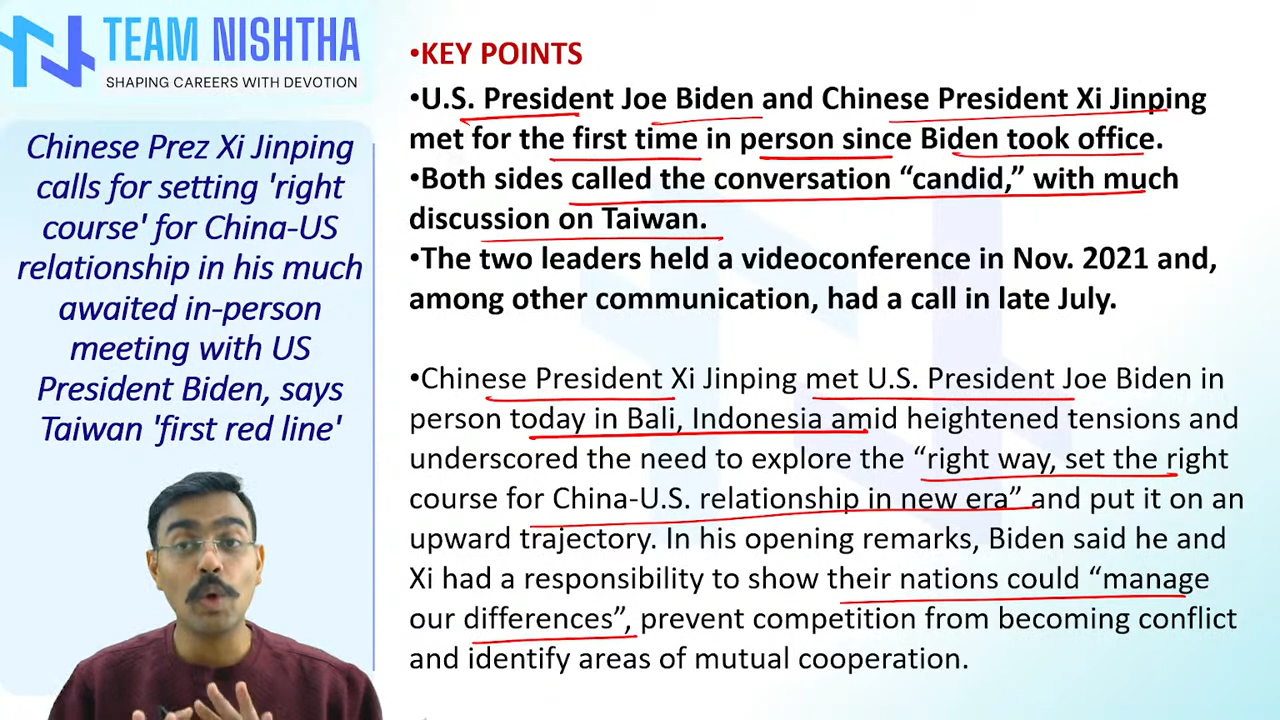 TEAM NISHTHA
SHAPING CAREERS WITH DEVOTION
Chinese Prez Xi Jinping
calls for setting 'right
course' for China-US
relationship in his much
awaited in-person
meeting with US
President Biden, says
Taiwan 'first red line'
•KEY POINTS
•U.S. President Joe Biden and Chinese President Xi Jinping
met for the first time in person since Biden took office.
•Both sides called the conversation “candid,” with much
discussion on Taiwan.
•The two leaders held a videoconference in Nov. 2021 and,
among other communication, had a call in late July.
•Chinese President Xi Jinping met U.S. President Joe Biden in
person today in Bali, Indonesia amid heightened tensions and
underscored the need to explore the “right way, set the right
course for China-U.S. relationship in new era” and put it on an
upward trajectory. In his opening remarks, Biden said he and
Xi had a responsibility to show their nations could “manage
our differences”, prevent competition from becoming conflict
and identify areas of mutual cooperation.